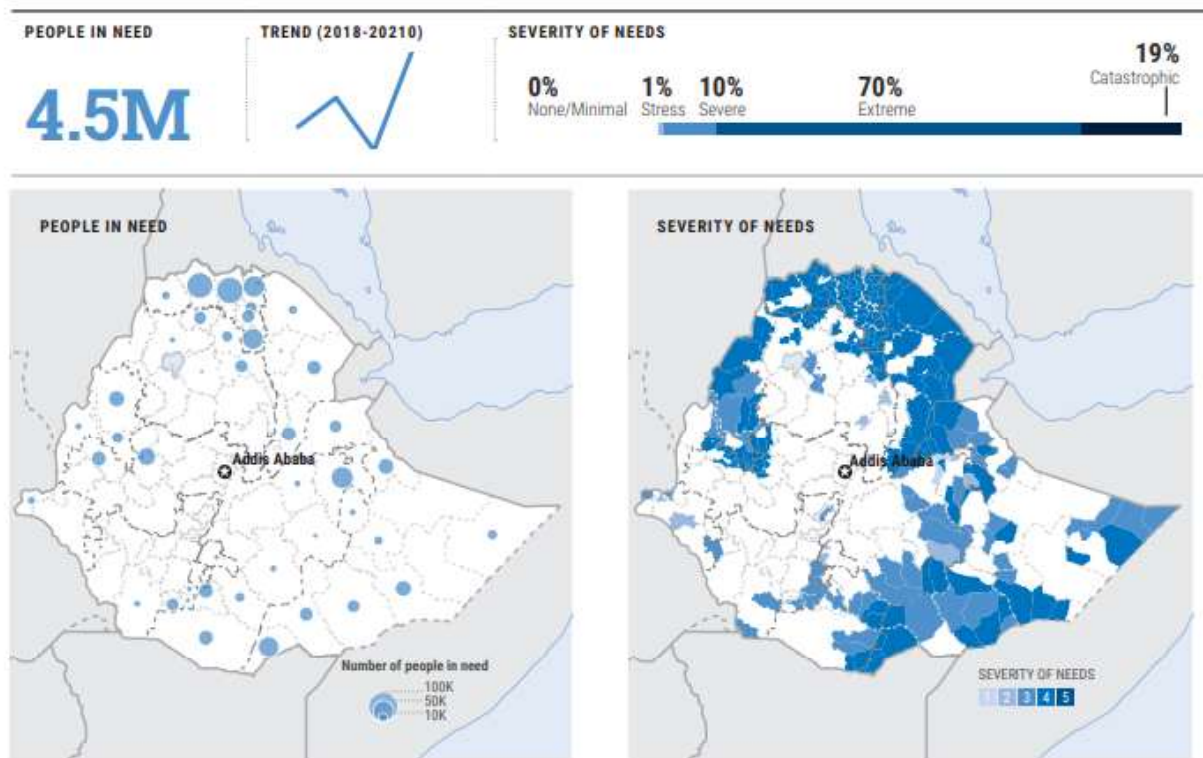 PEOPLE IN NEED
4.5M
TREND (2018-20210)
SEVERITY OF NEEDS
0%
None/Minimal
1%
Stress
10%
Severe
70%
Extreme
19%
Catastrophic
PEOPLE IN NEED
Addis Ababa
Number of people in need
100K
50K
10K
SEVERITY OF NEEDS
Addis Ababa
SEVERITY OF NEEDS
1 2 3 4 5